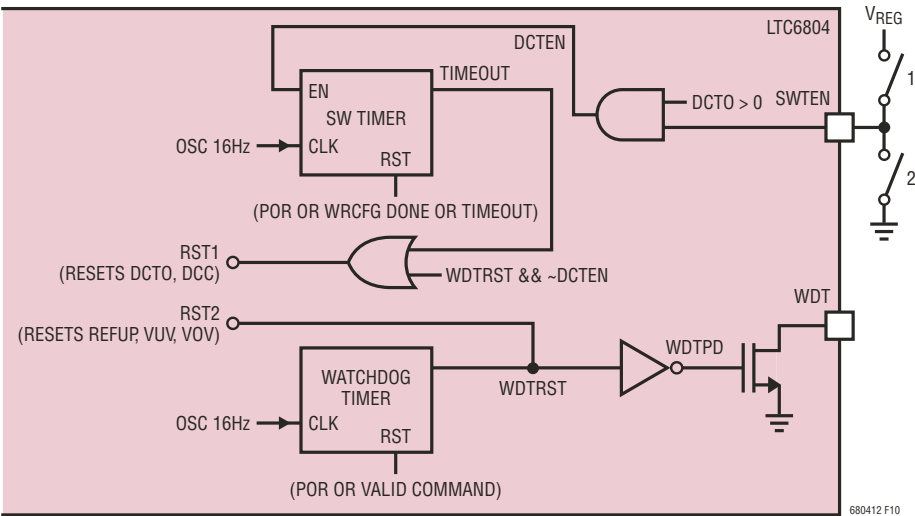 LTC6804
VREG
DCTEN
TIMEOUT
EN
SW TIMER
OSC 16Hz
CLK
RST
DCTO > 0
SWTEN
1
2
(POR OR WRCFG DONE OR TIMEOUT)
RST1
(RESETS DCTO, DCC)
WDTRST && ~DCTEN
RST2
(RESETS REFUP, VUV, VOV)
WDT
WATCHDOG
TIMER
WDTRST
WDTPD
OSC 16Hz
CLK
RST
(POR OR VALID COMMAND)
680412 F10